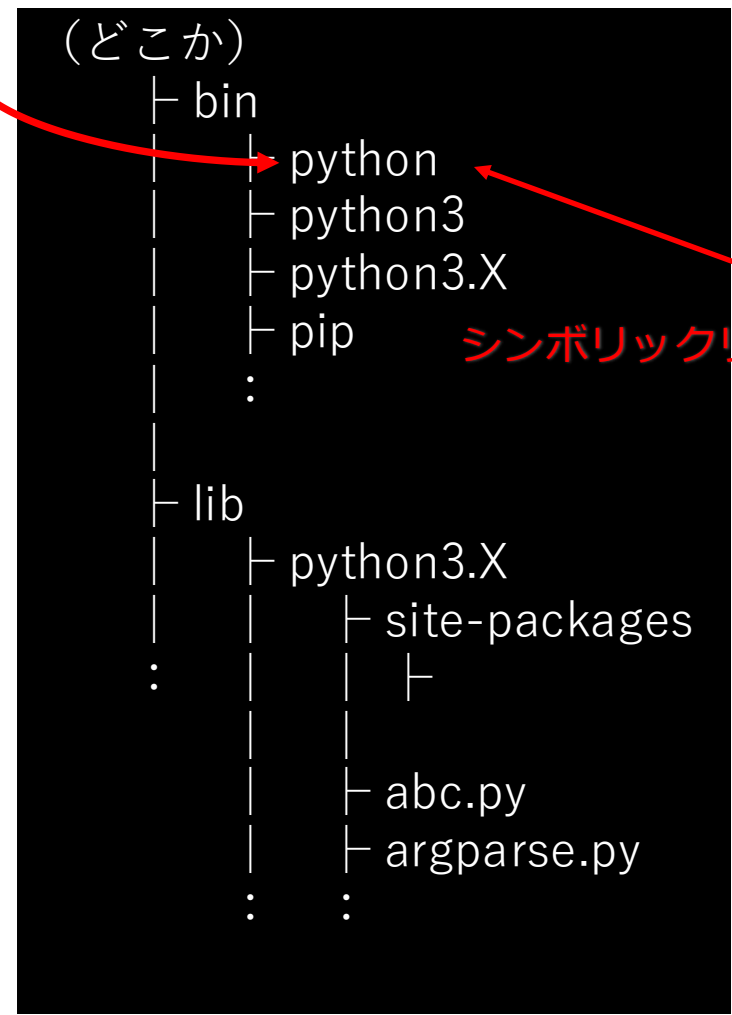 （どこか）
├ bin
│ ├ python
│ ├ python3
│ ├ python3.X
│ ├ pip
シンボリック
│ :
│
├ lib
│ ├ python3.X
│ │ ├ site-packages
: │ │ ├
│ │
│ ├ abc.py
│ ├ argparse.py
: :